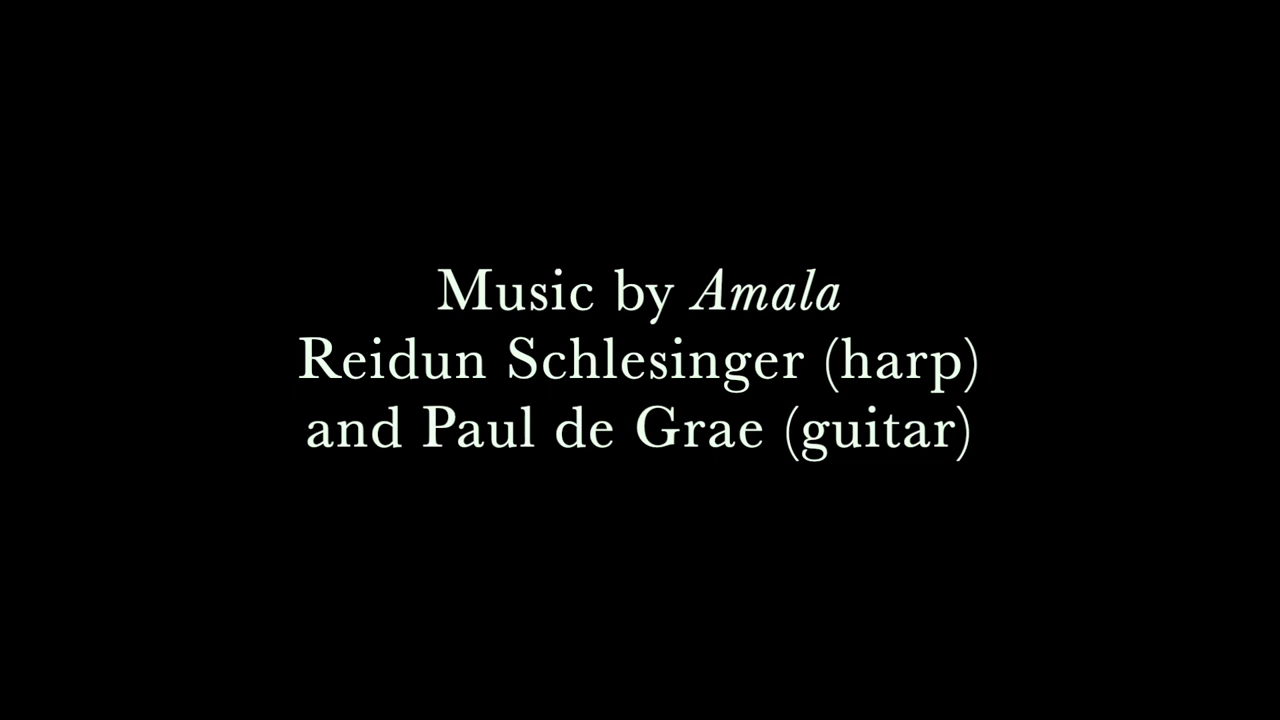 Music by Amala
Reidun Schlesinger (harp)
and Paul de Grae (guitar)